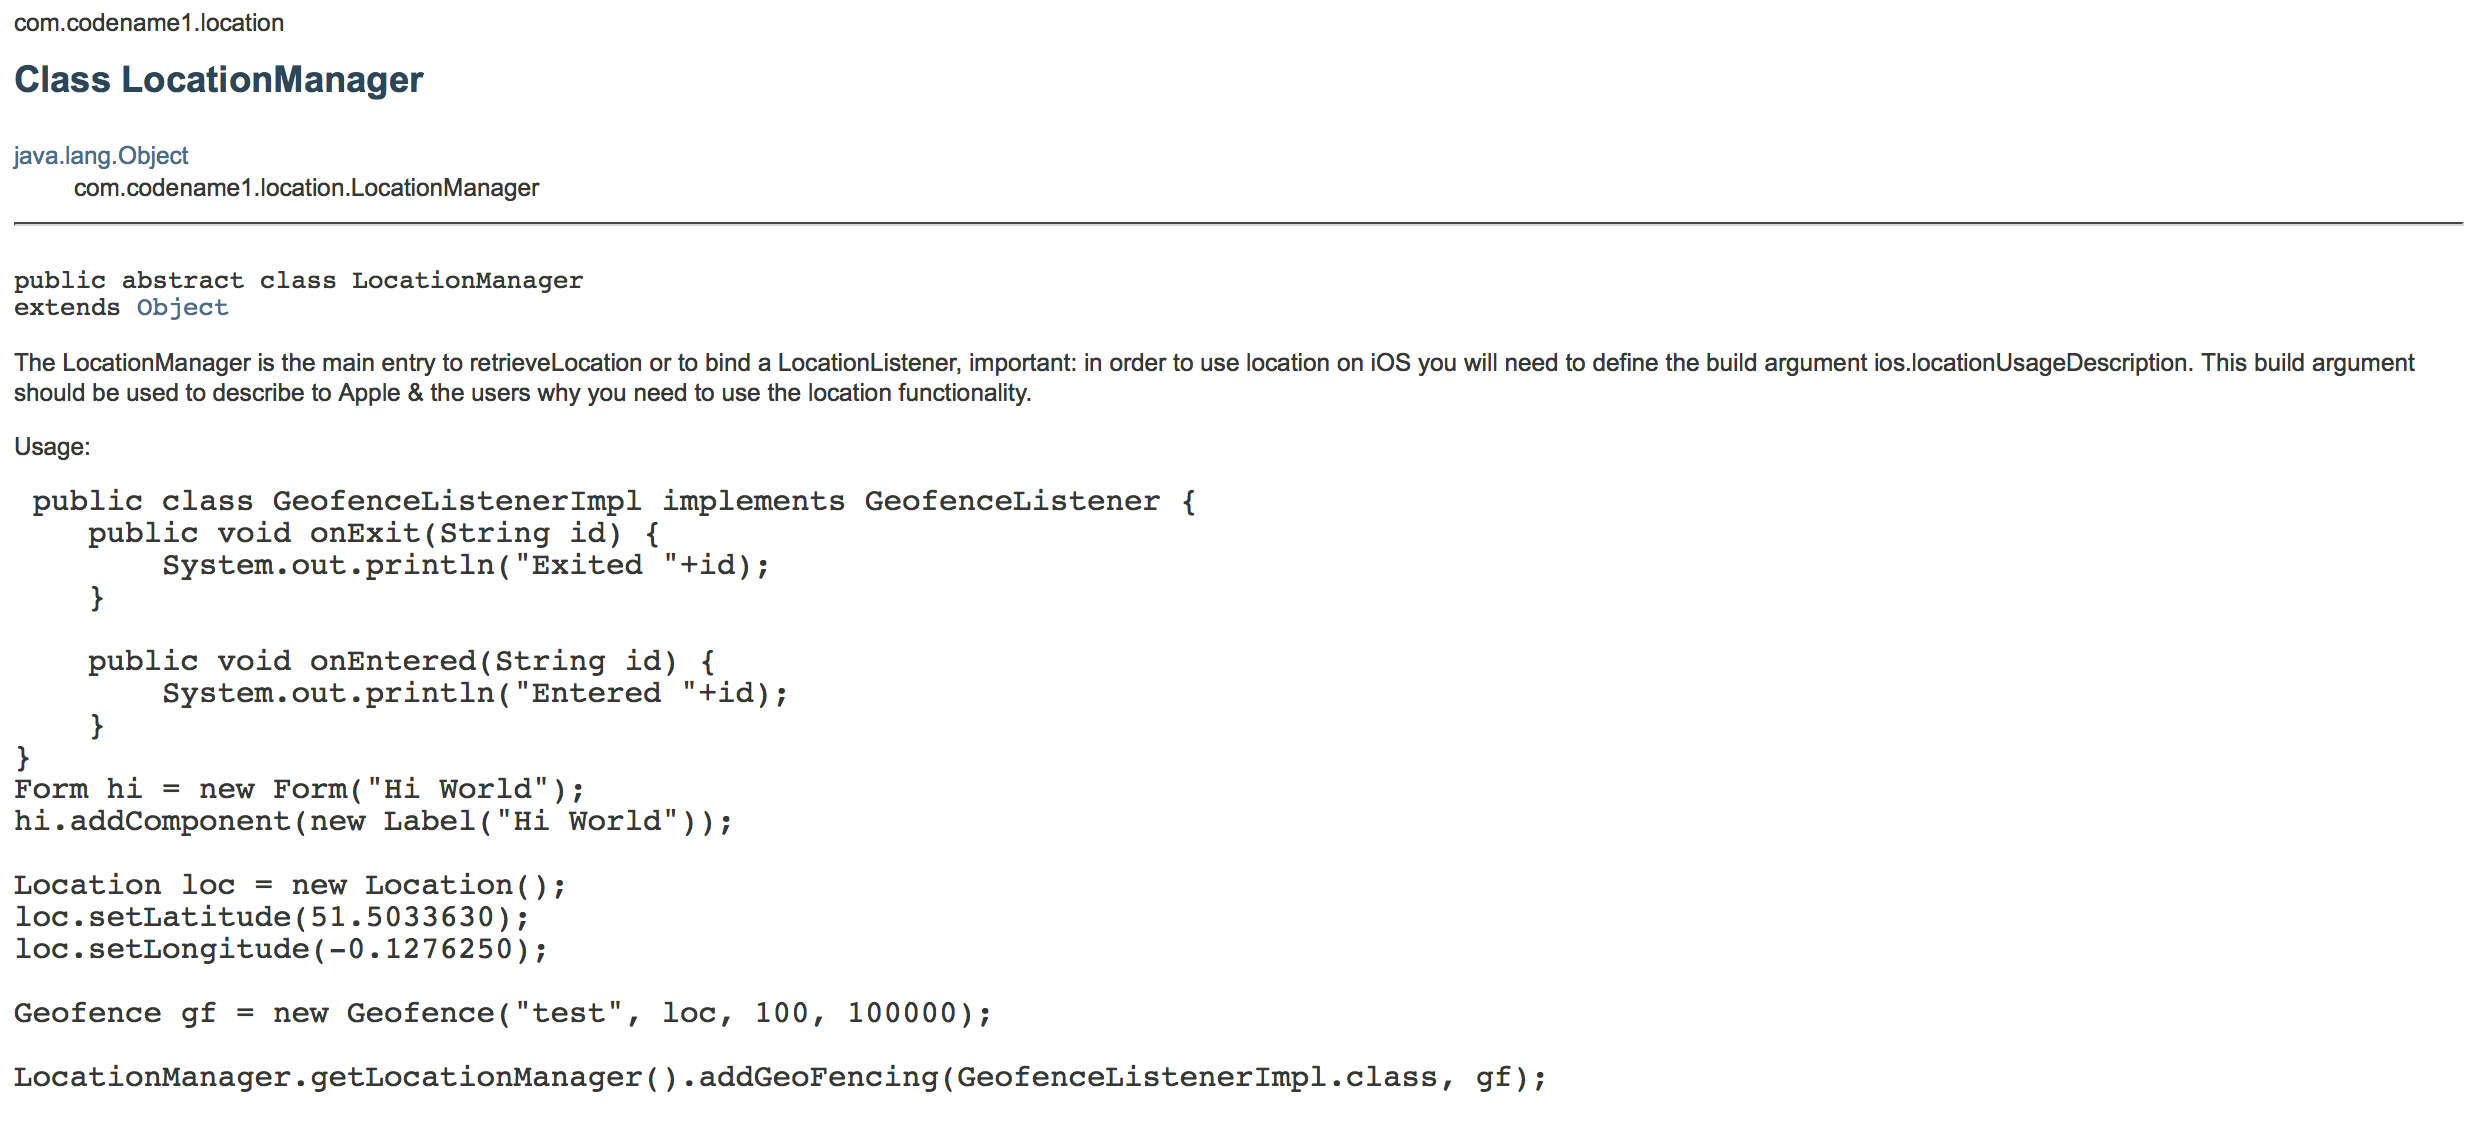 com.codename1.location
Class LocationManager
java.lang.Object
com.codename1.location.LocationManager
public abstract class LocationManager
extends Object
The LocationManager is the main entry to retrieveLocation or to bind a LocationListener, important: in order to use location on iOS you will need to define the build argument ios.locationUsageDescription. This build argument
should be used to describe to Apple & the users why you need to use the location functionality.
Usage:
public class GeofenceListenerImpl implements GeofenceListener {
    public void onExit(String id) {
        System.out.println("Exited "+id);
    }
    public void onEntered(String id) {
        System.out.println("Entered "+id);
    }
}
Form hi = new Form("Hi World");
hi.addComponent(new Label("Hi World"));
Location loc = new Location();
loc.setLatitude(51.5033630);
loc.setLongitude(-0.1276250);
Geofence gf = new Geofence("test", loc, 100, 100000);
LocationManager.getLocationManager().addGeoFencing(GeofenceListenerImpl.class, gf);